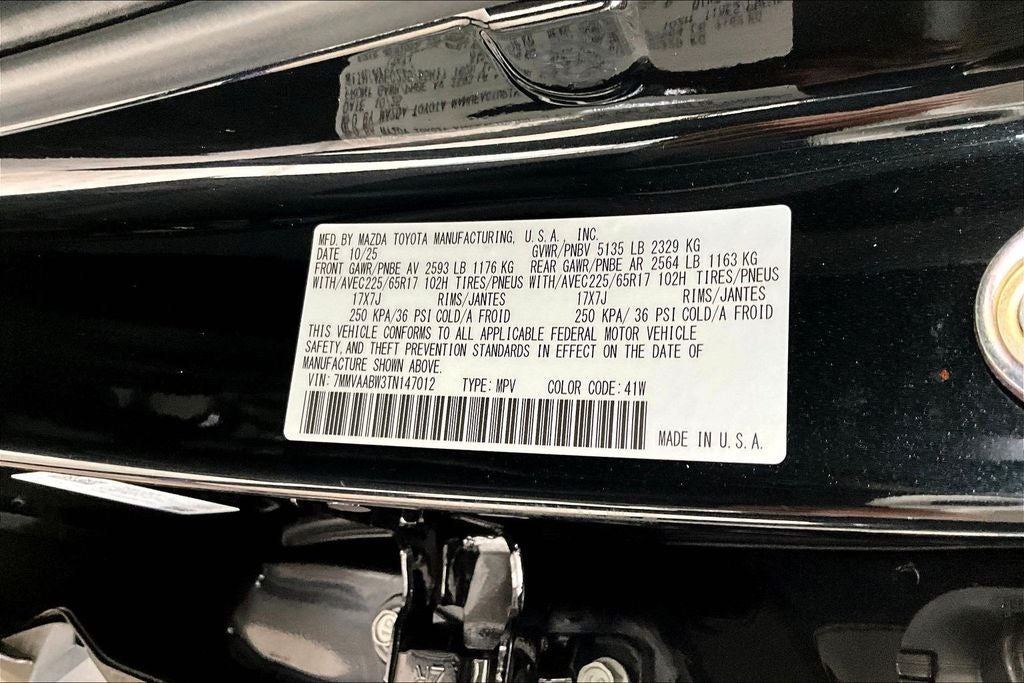 MFD. BY MAZDA TOYOTA MANUFACTURING, U.S.A., INC.
DATE 10/25 GVWR/PNBV 5135 LB 2329 KG
FRONT GAWR/PNBE AV 2593 LB 1176 KG REAR GAWR/PNBE AR 2564 LB 1163 KG
WITH/AVEC225/65R17 102H TIRES/PNEUS WITH/AVEC225/65R17 102H TIRES/PNEUS
17X7J RIMS/JANTES 17X7J RIMS/JANTES
250 KPA/36 PSI COLD/A FROID 250 KPA/ 36 PSI COLD/A FROID
THIS VEHICLE CONFORMS TO ALL APPLICABLE FEDERAL MOTOR VEHICLE
SAFETY, AND THEFT PREVENTION STANDARDS IN EFFECT ON THE DATE OF
MANUFACTURE SHOWN ABOVE.
VIN: 7MMVAABW3TN147012 TYPE: MPV COLOR CODE: 41W
MADE IN U.S.A.